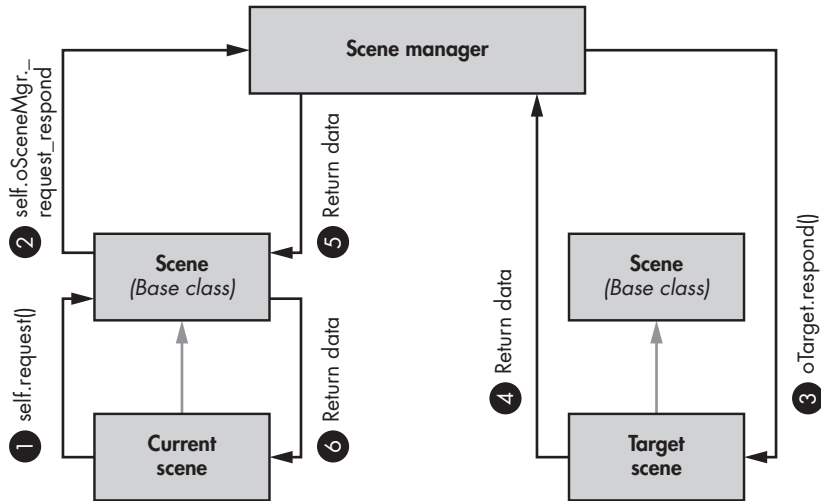 Scene manager
2 self.oSceneMgr._
request_respond
5 Return data
Scene
(Base class)
1 self.request()
6 Return data
Current
scene
4 Return data
Scene
(Base class)
3 oTarget.respond()
Target
scene